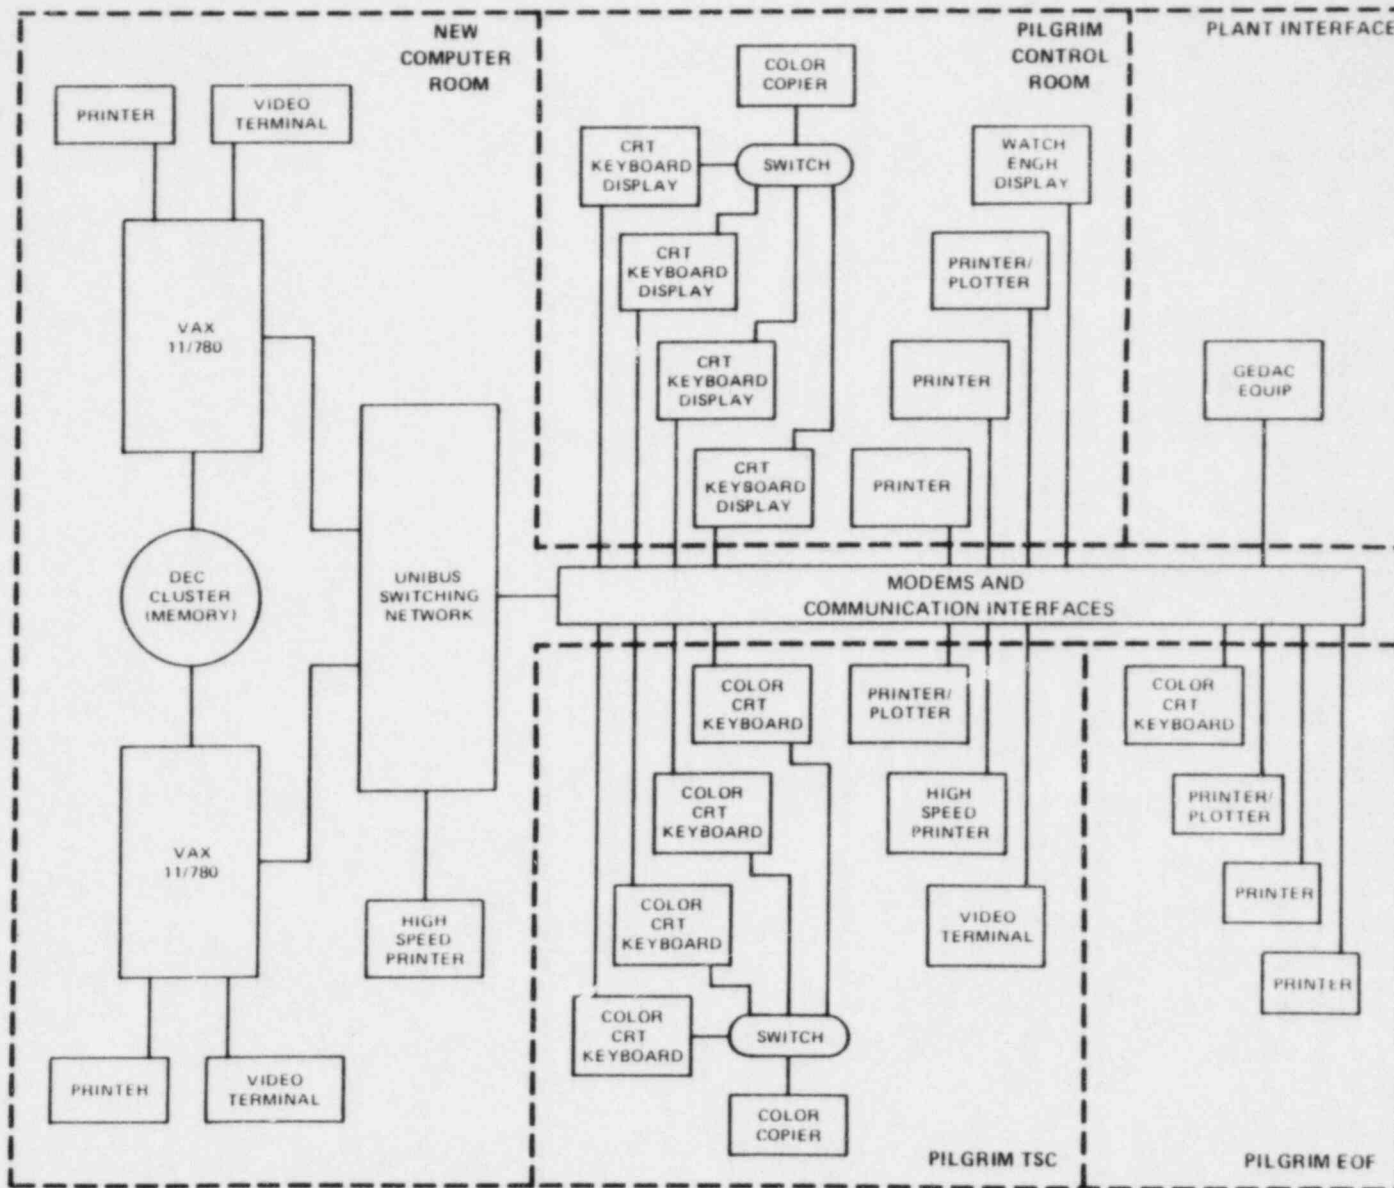 NEW
COMPUTER
ROOM
PRINTER
VIDEO
TERMINAL
VAX
11/780
DEC
CLUSTER
(MEMORY)
UNIBUS
SWITCHING
NETWORK
VAX
11/780
HIGH
SPEED
PRINTER
PRINTER
VIDEO
TERMINAL
PILGRIM
CONTROL
ROOM
COLOR
COPIER
CRT
KEYBOARD
DISPLAY
SWITCH
WATCH
ENGH
DISPLAY
CRT
KEYBOARD
DISPLAY
PRINTER/
PLOTTER
CRT
KEYBOARD
DISPLAY
PRINTER
CRT
KEYBOARD
DISPLAY
PRINTER
PLANT INTERFACE
GEDAC
EQUIP
MODEMS AND
COMMUNICATION INTERFACES
COLOR
CRT
KEYBOARD
PRINTER/
PLOTTER
COLOR
CRT
KEYBOARD
HIGH
SPEED
PRINTER
COLOR
CRT
KEYBOARD
VIDEO
TERMINAL
COLOR
CRT
KEYBOARD
SWITCH
COLOR
COPIER
PILGRIM TSC
COLOR
CRT
KEYBOARD
PRINTER/
PLOTTER
PRINTER
PRINTER
PILGRIM EOF